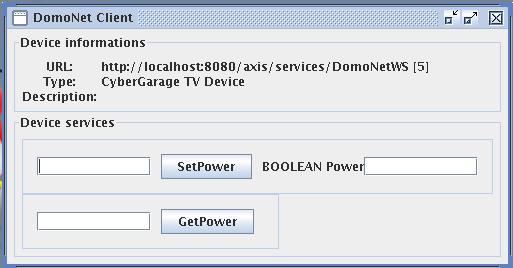 DomoNet Client
Device informations
URL: http://localhost:8080/axis/services/DomoNetWS [5]
Type: CyberGarage TV Device
Description:
Device services
SetPower BOOLEAN Power
GetPower